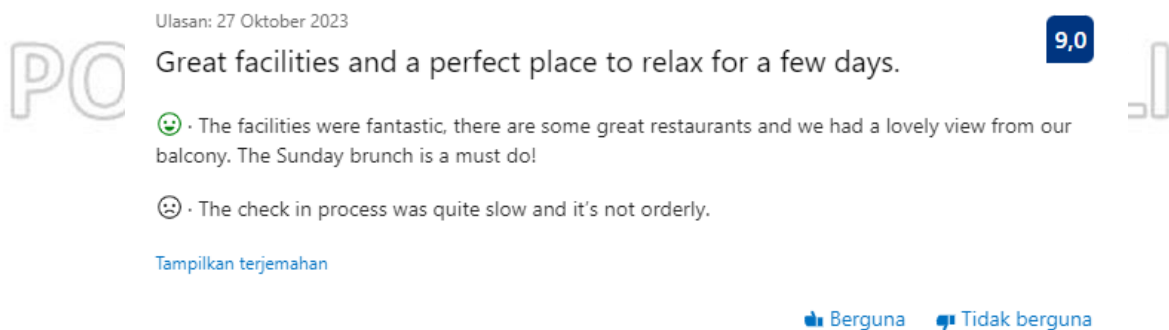 Ulasan: 27 Oktober 2023
9,0
Great facilities and a perfect place to relax for a few days.
PO
LI
· The facilities were fantastic, there are some great restaurants and we had a lovely view from our
balcony. The Sunday brunch is a must do!
· The check in process was quite slow and it's not orderly.
Tampilkan terjemahan
Berguna Tidak berguna